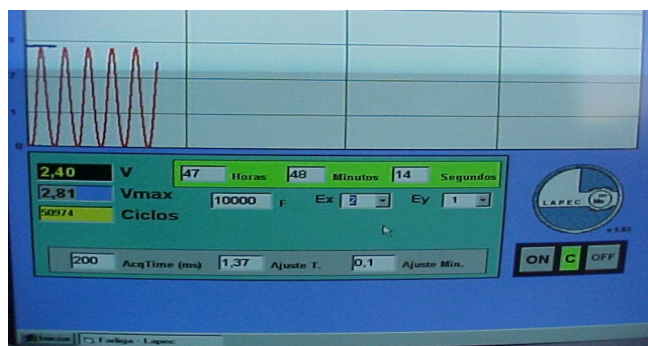 3
2
1
0
2,40 V 47 Horas 48 Minutos 14 Segundos
2,81 Vmax 10000 F Ex 2 Ey 1
50974 Ciclos
LAPEC
200 AcqTime (ms) 1,37 Ajuste T. 0,1 Ajuste Min.
ON C OFF
Iniciar Fadiga - Lapec